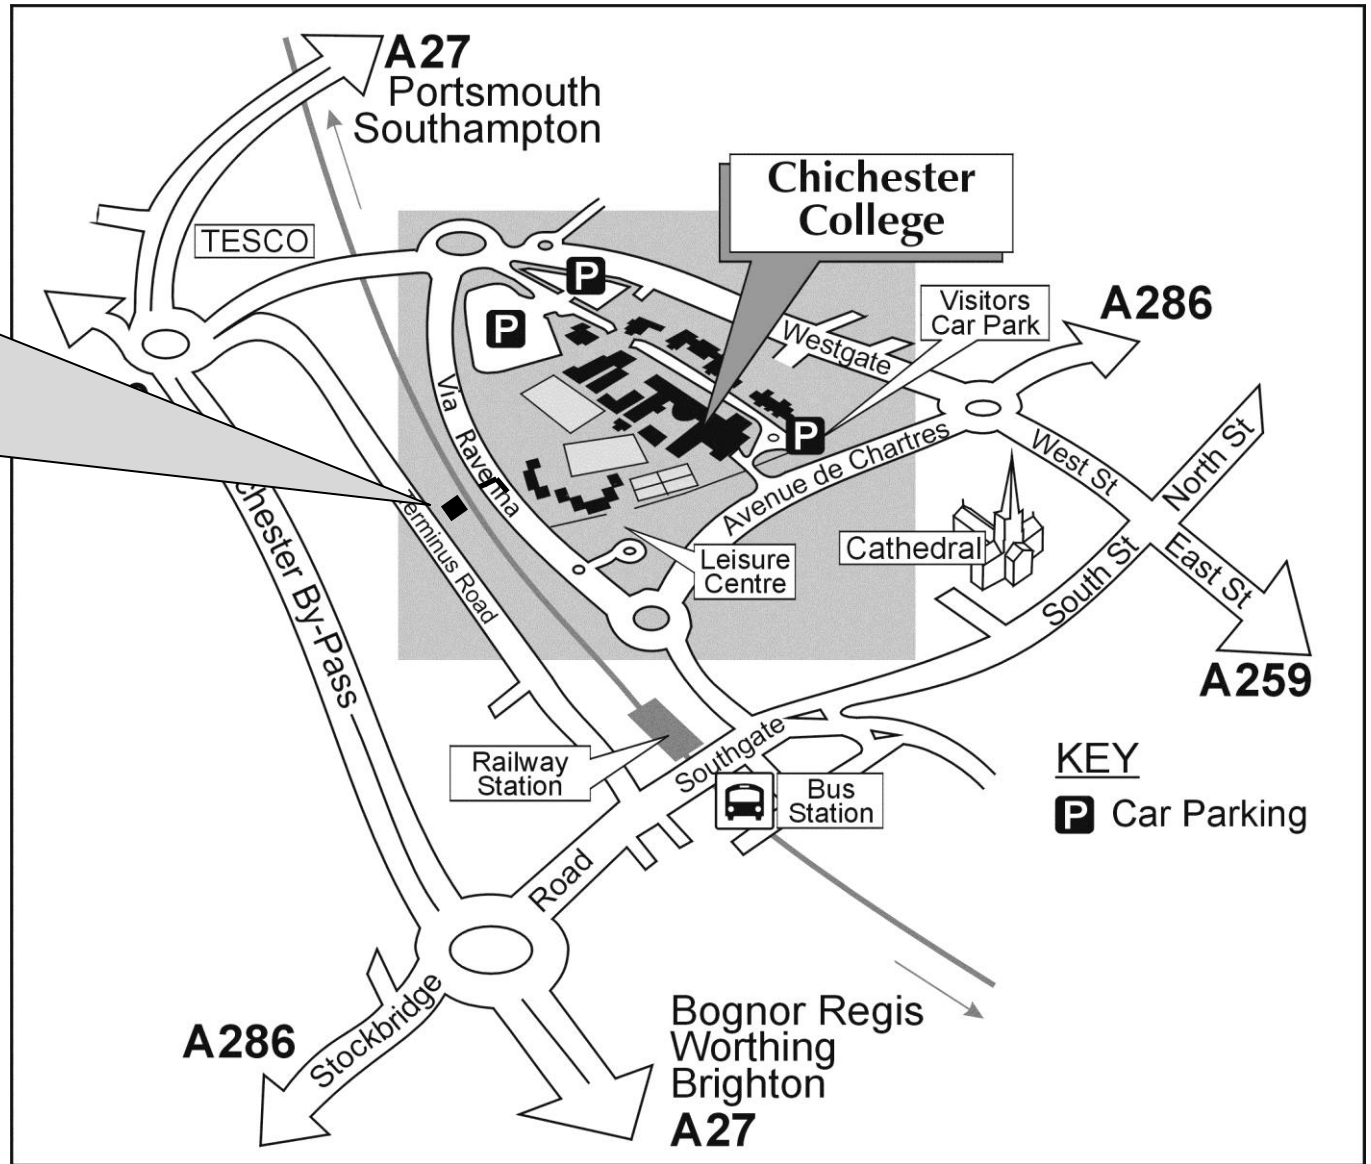 A27
Portsmouth
Southampton
Chichester
College
TESCO
P
P
Visitors
Car Park
A286
Westgate
Via Ravenna
P
Avenue de Chartres
West St
North St
Cathedral
South St
East St
A259
Leisure
Centre
chester By-Pass
erminus Road
Railway
Station
Southgate
Bus
Station
KEY
P Car Parking
Road
Stockbridge
A286
Bognor Regis
Worthing
Brighton
A27